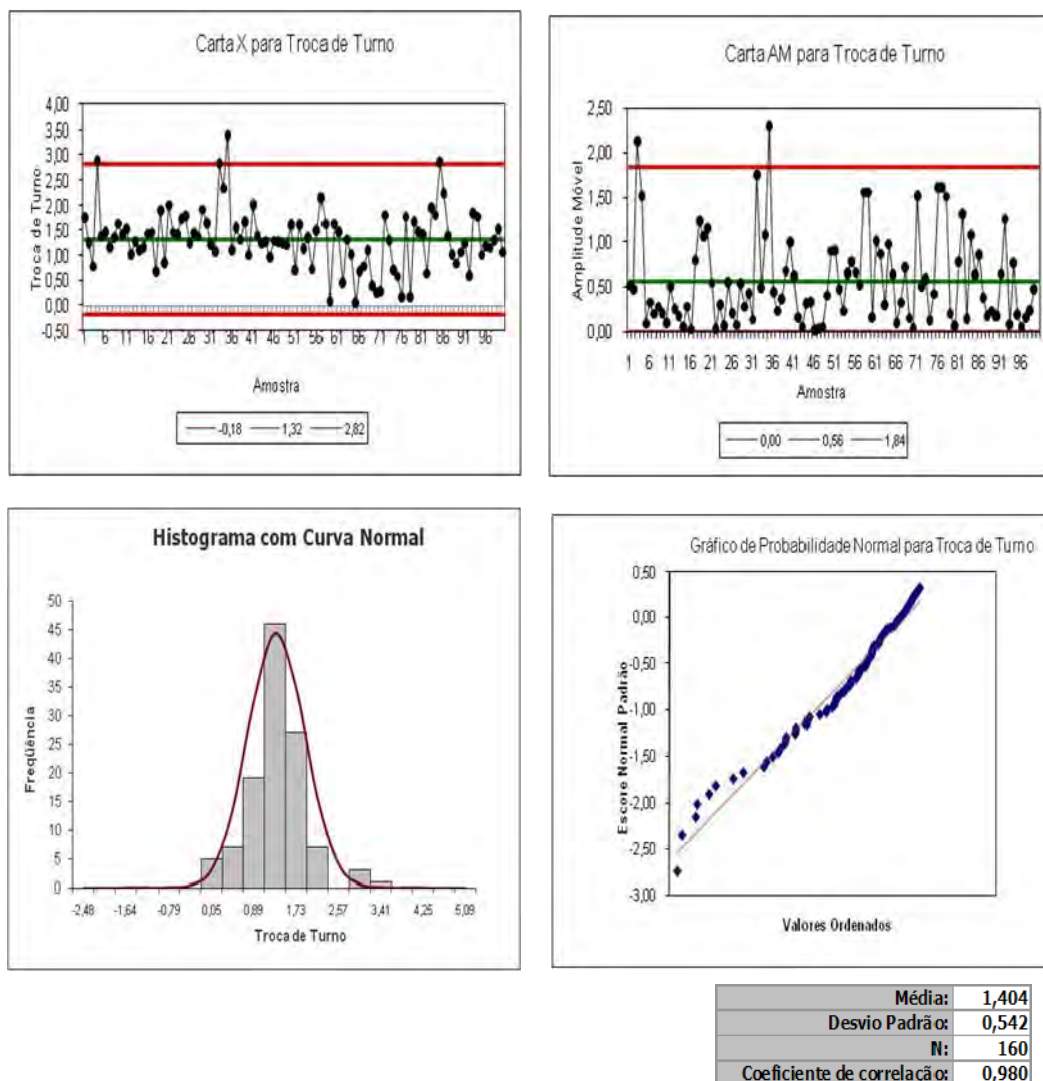 Carta X para Troca de Turno
4,00
3,50
3,00
2,50
2,00
1,50
1,00
0,50
0,00
-0,50
Troca de Turno
1 6 11 16 21 26 31 36 41 46 51 56 61 66 71 76 81 86 91 96
Amostra
-0,18 1,32 2,82
Carta AM para Troca de Turno
2,50
2,00
1,50
1,00
0,50
0,00
Amplitude Móvel
1 6 11 16 21 26 31 36 41 46 51 56 61 66 71 76 81 86 91 96
Amostra
0,00 0,56 1,84
Histograma com Curva Normal
50
45
40
35
30
25
20
15
10
5
0
Freqüência
-2,48 -1,64 -0,79 0,05 0,89 1,73 2,57 3,41 4,25 5,09
Troca de Turno
Gráfico de Probabilidade Normal para Troca de Turno
0,50
0,00
-0,50
-1,00
-1,50
-2,00
-2,50
-3,00
Escore Normal Padrão
Valores Ordenados
Média: 1,404
Desvio Padrão: 0,542
N: 160
Coeficiente de correlação: 0,980